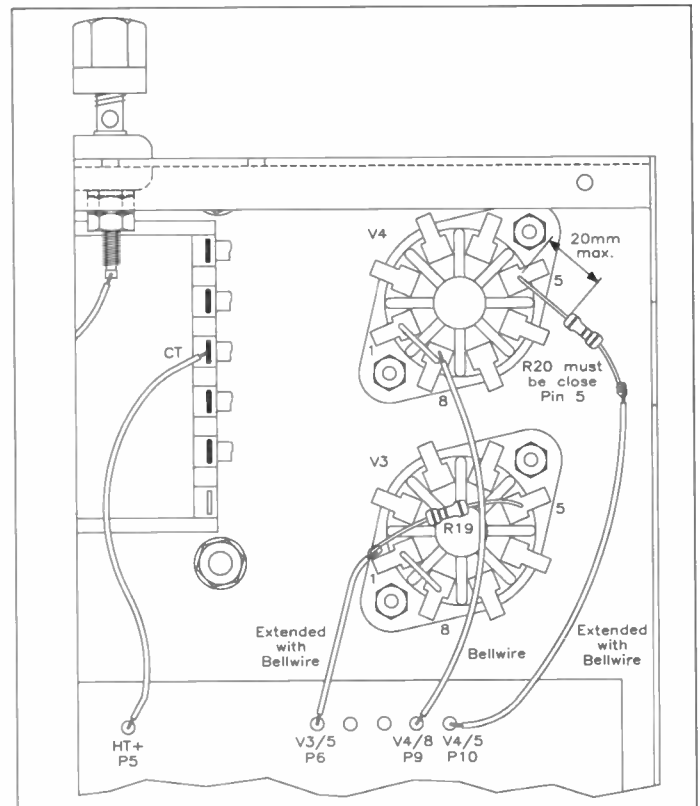 V4
20mm
max.
5
CT
1
R20 must
be close
Pin 5
8
V3
5
R19
1
8
Extended
with
Bellwire
Bellwire
Extended
with
Bellwire
HT+
P5
V3/5
P6
V4/8
P9
V4/5
P10